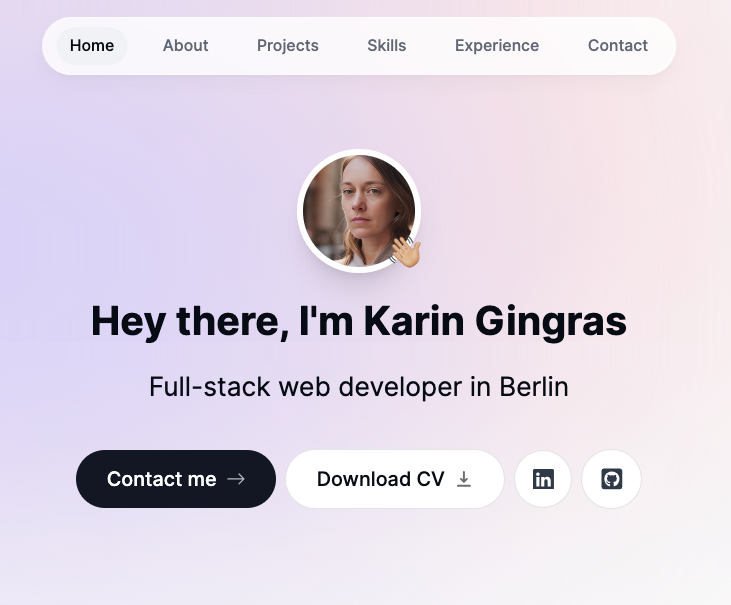 Home About Projects Skills Experience Contact
Hey there, I'm Karin Gingras
Full-stack web developer in Berlin
Contact me → Download CV